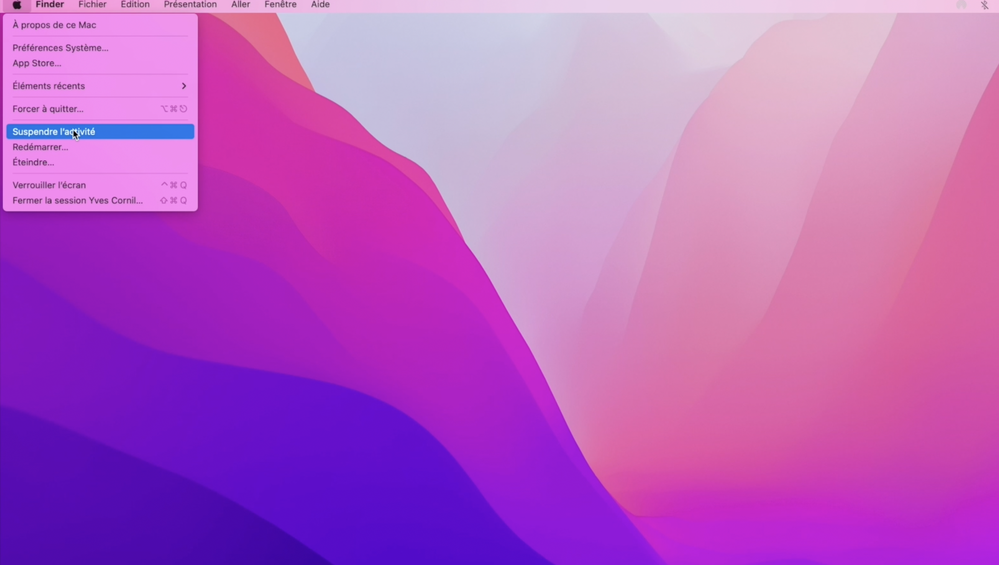 Finder Fichier Édition Présentation Aller Fenêtre Aide
À propos de ce Mac
Préférences Système...
App Store...
Éléments récents
Forcer à quitter... ⌥⌘⎋
Suspendre l'activité
Redémarrer...
Éteindre...
Verrouiller l'écran ^⌘Q
Fermer la session Yves Cornil... ⇧⌘Q